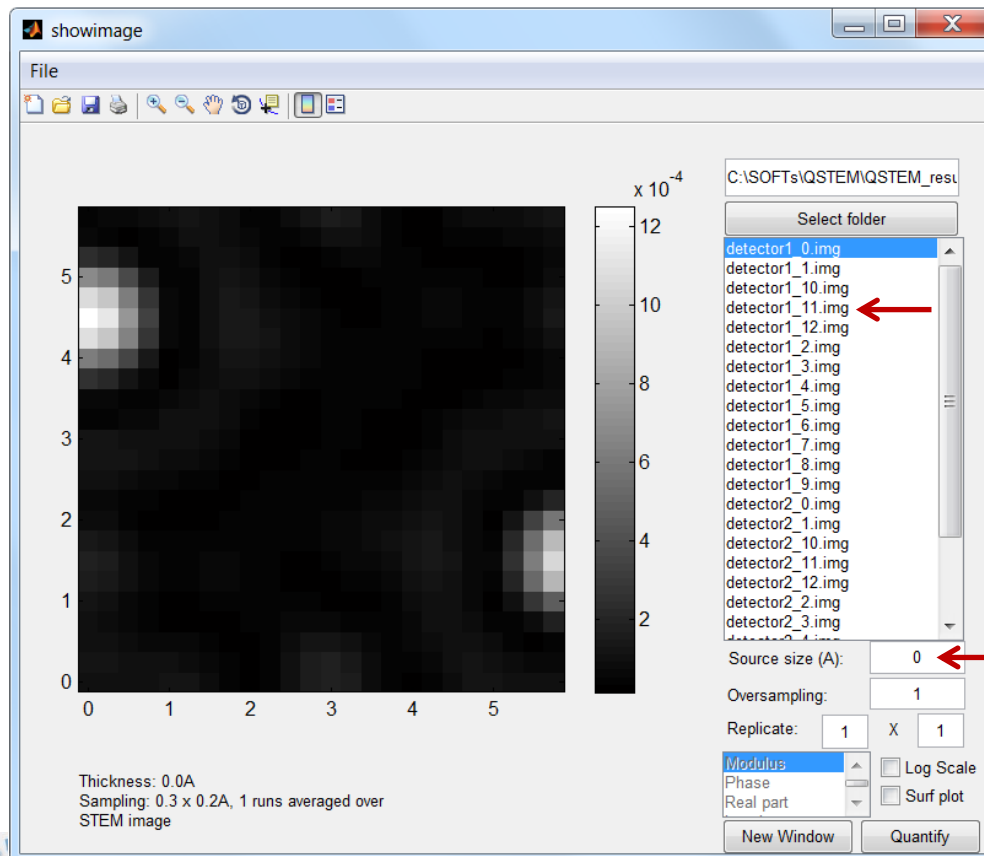 showimage
File
x 10-4
12
10
8
6
4
2
5
4
3
2
1
0
0
1
2
3
4
5
Thickness: 0.0A
Sampling: 0.3 x 0.2A, 1 runs averaged over
STEM image
C:\SOFTs\QSTEM\QSTEM_resu
Select folder
detector1_0.img
detector1_1.img
detector1_10.img
detector1_11.img
detector1_12.img
detector1_2.img
detector1_3.img
detector1_4.img
detector1_5.img
detector1_6.img
detector1_7.img
detector1_8.img
detector1_9.img
detector2_0.img
detector2_1.img
detector2_10.img
detector2_11.img
detector2_12.img
detector2_2.img
detector2_3.img
Source size (A): 0
Oversampling: 1
Replicate: 1 X 1
Modulus
Phase
Real part
Log Scale
Surf plot
New Window
Quantify